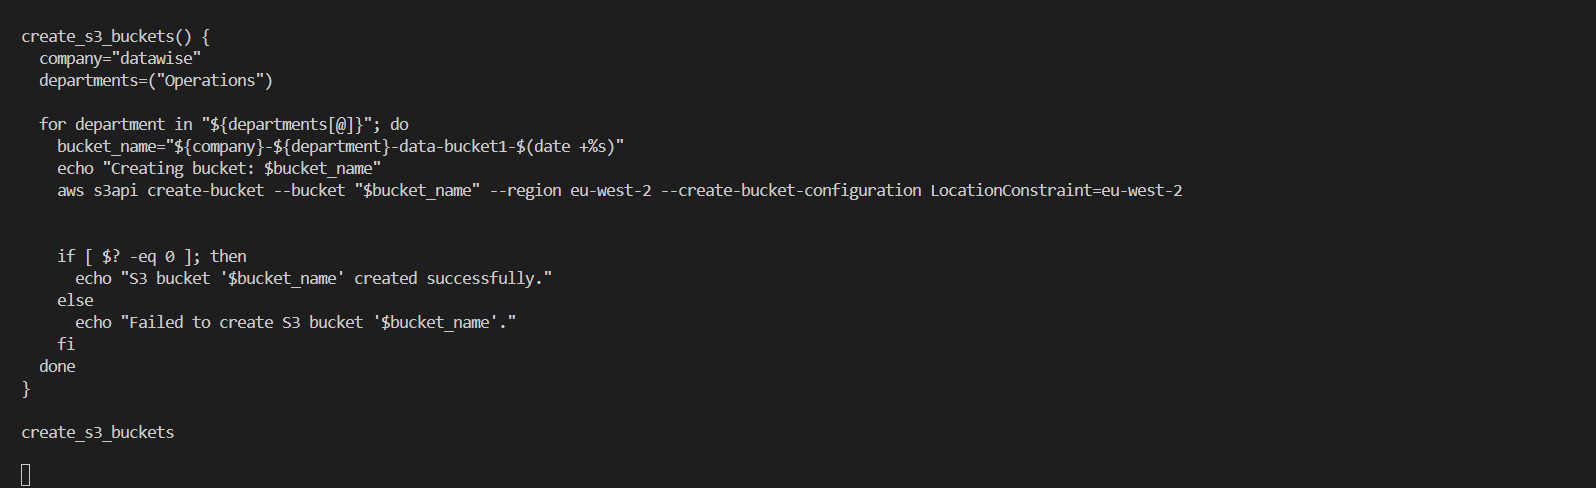 create_s3_buckets() {
  company="datawise"
  departments=("Operations")
  for department in "${departments[@]}"; do
    bucket_name="${company}-${department}-data-bucket1-$(date +%s)"
    echo "Creating bucket: $bucket_name"
    aws s3api create-bucket --bucket "$bucket_name" --region eu-west-2 --create-bucket-configuration LocationConstraint=eu-west-2
    if [ $? -eq 0 ]; then
      echo "S3 bucket '$bucket_name' created successfully."
    else
      echo "Failed to create S3 bucket '$bucket_name'."
    fi
  done
}
create_s3_buckets